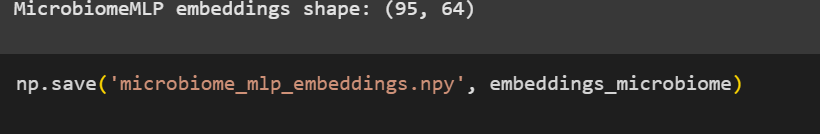 MicrobiomeMLP embeddings shape: (95, 64)
np.save('microbiome_mlp_embeddings.npy', embeddings_microbiome)